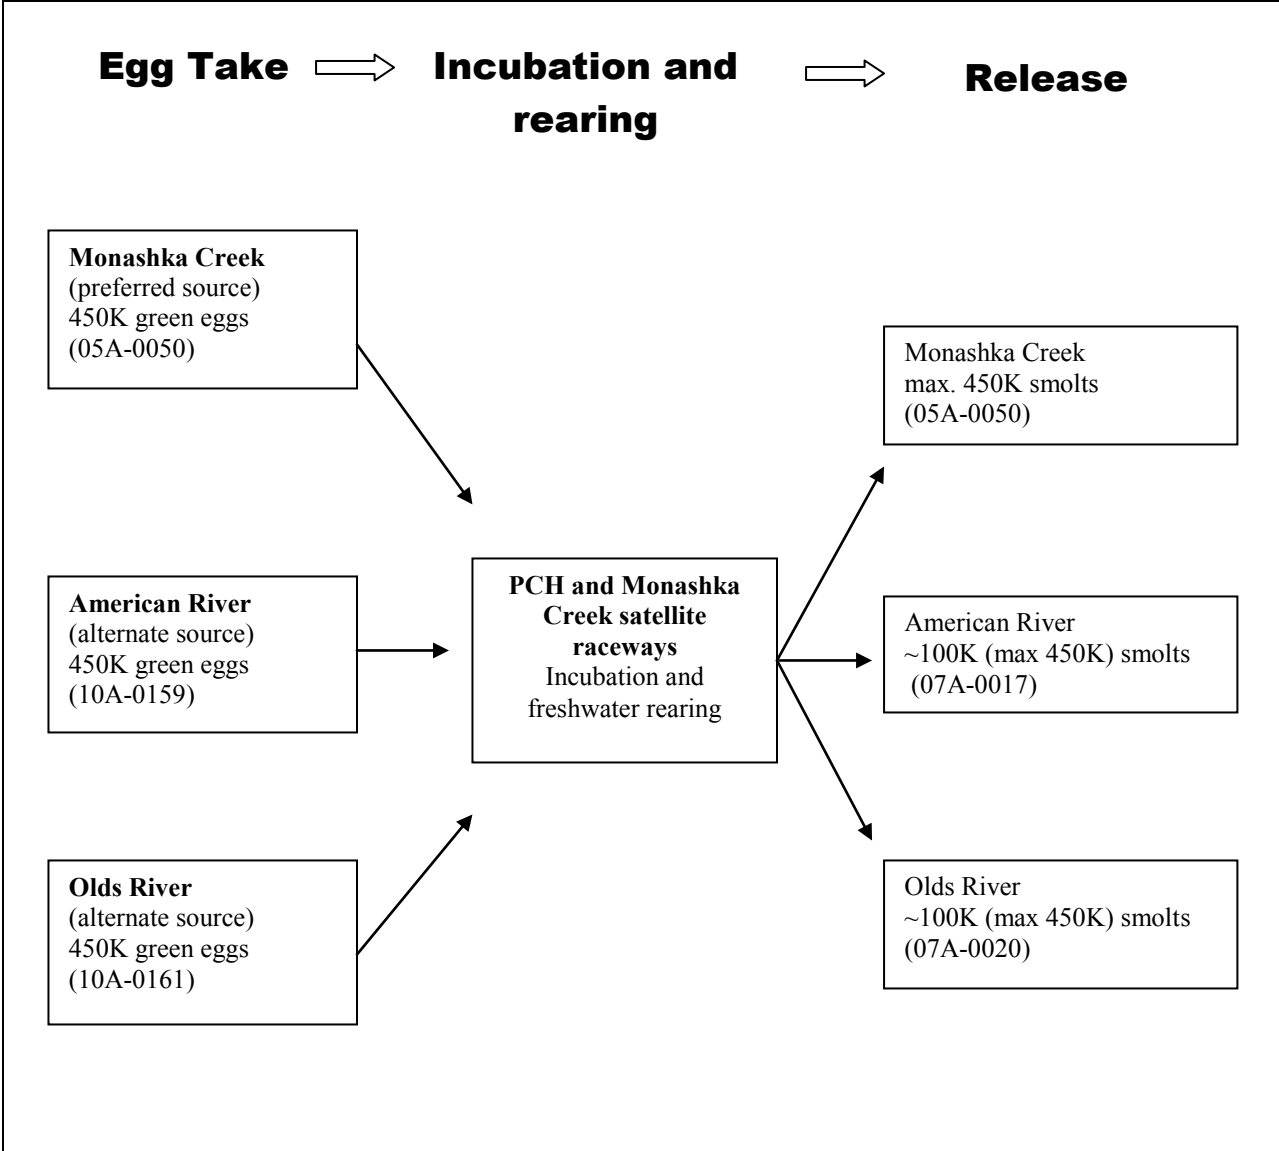 Egg Take
Incubation and
rearing
Release
Monashka Creek
(preferred source)
450K green eggs
(05A-0050)
American River
(alternate source)
450K green eggs
(10A-0159)
Olds River
(alternate source)
450K green eggs
(10A-0161)
PCH and Monashka
Creek satellite
raceways
Incubation and
freshwater rearing
Monashka Creek
max. 450K smolts
(05A-0050)
American River
~100K (max 450K) smolts
(07A-0017)
Olds River
~100K (max 450K) smolts
(07A-0020)